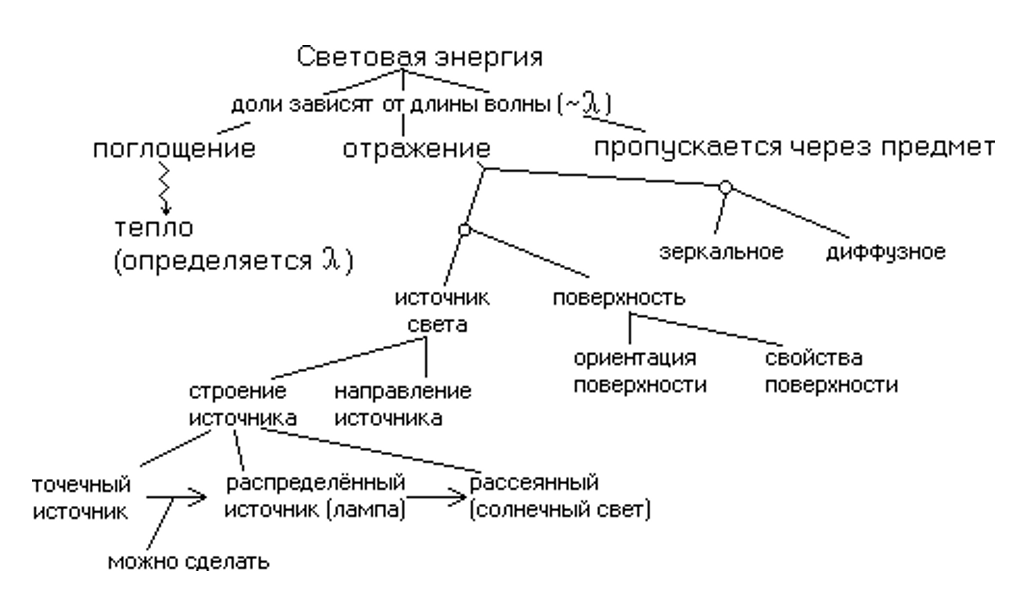 Световая энергия
доли зависят от длины волны (~λ)
поглощение
отражение
пропускается через предмет
тепло
(определяется λ)
зеркальное
диффузное
источник
света
поверхность
ориентация
поверхности
свойства
поверхности
строение
источника
направление
источника
точечный
источник
распределённый
источник (лампа)
рассеянный
(солнечный свет)
можно сделать